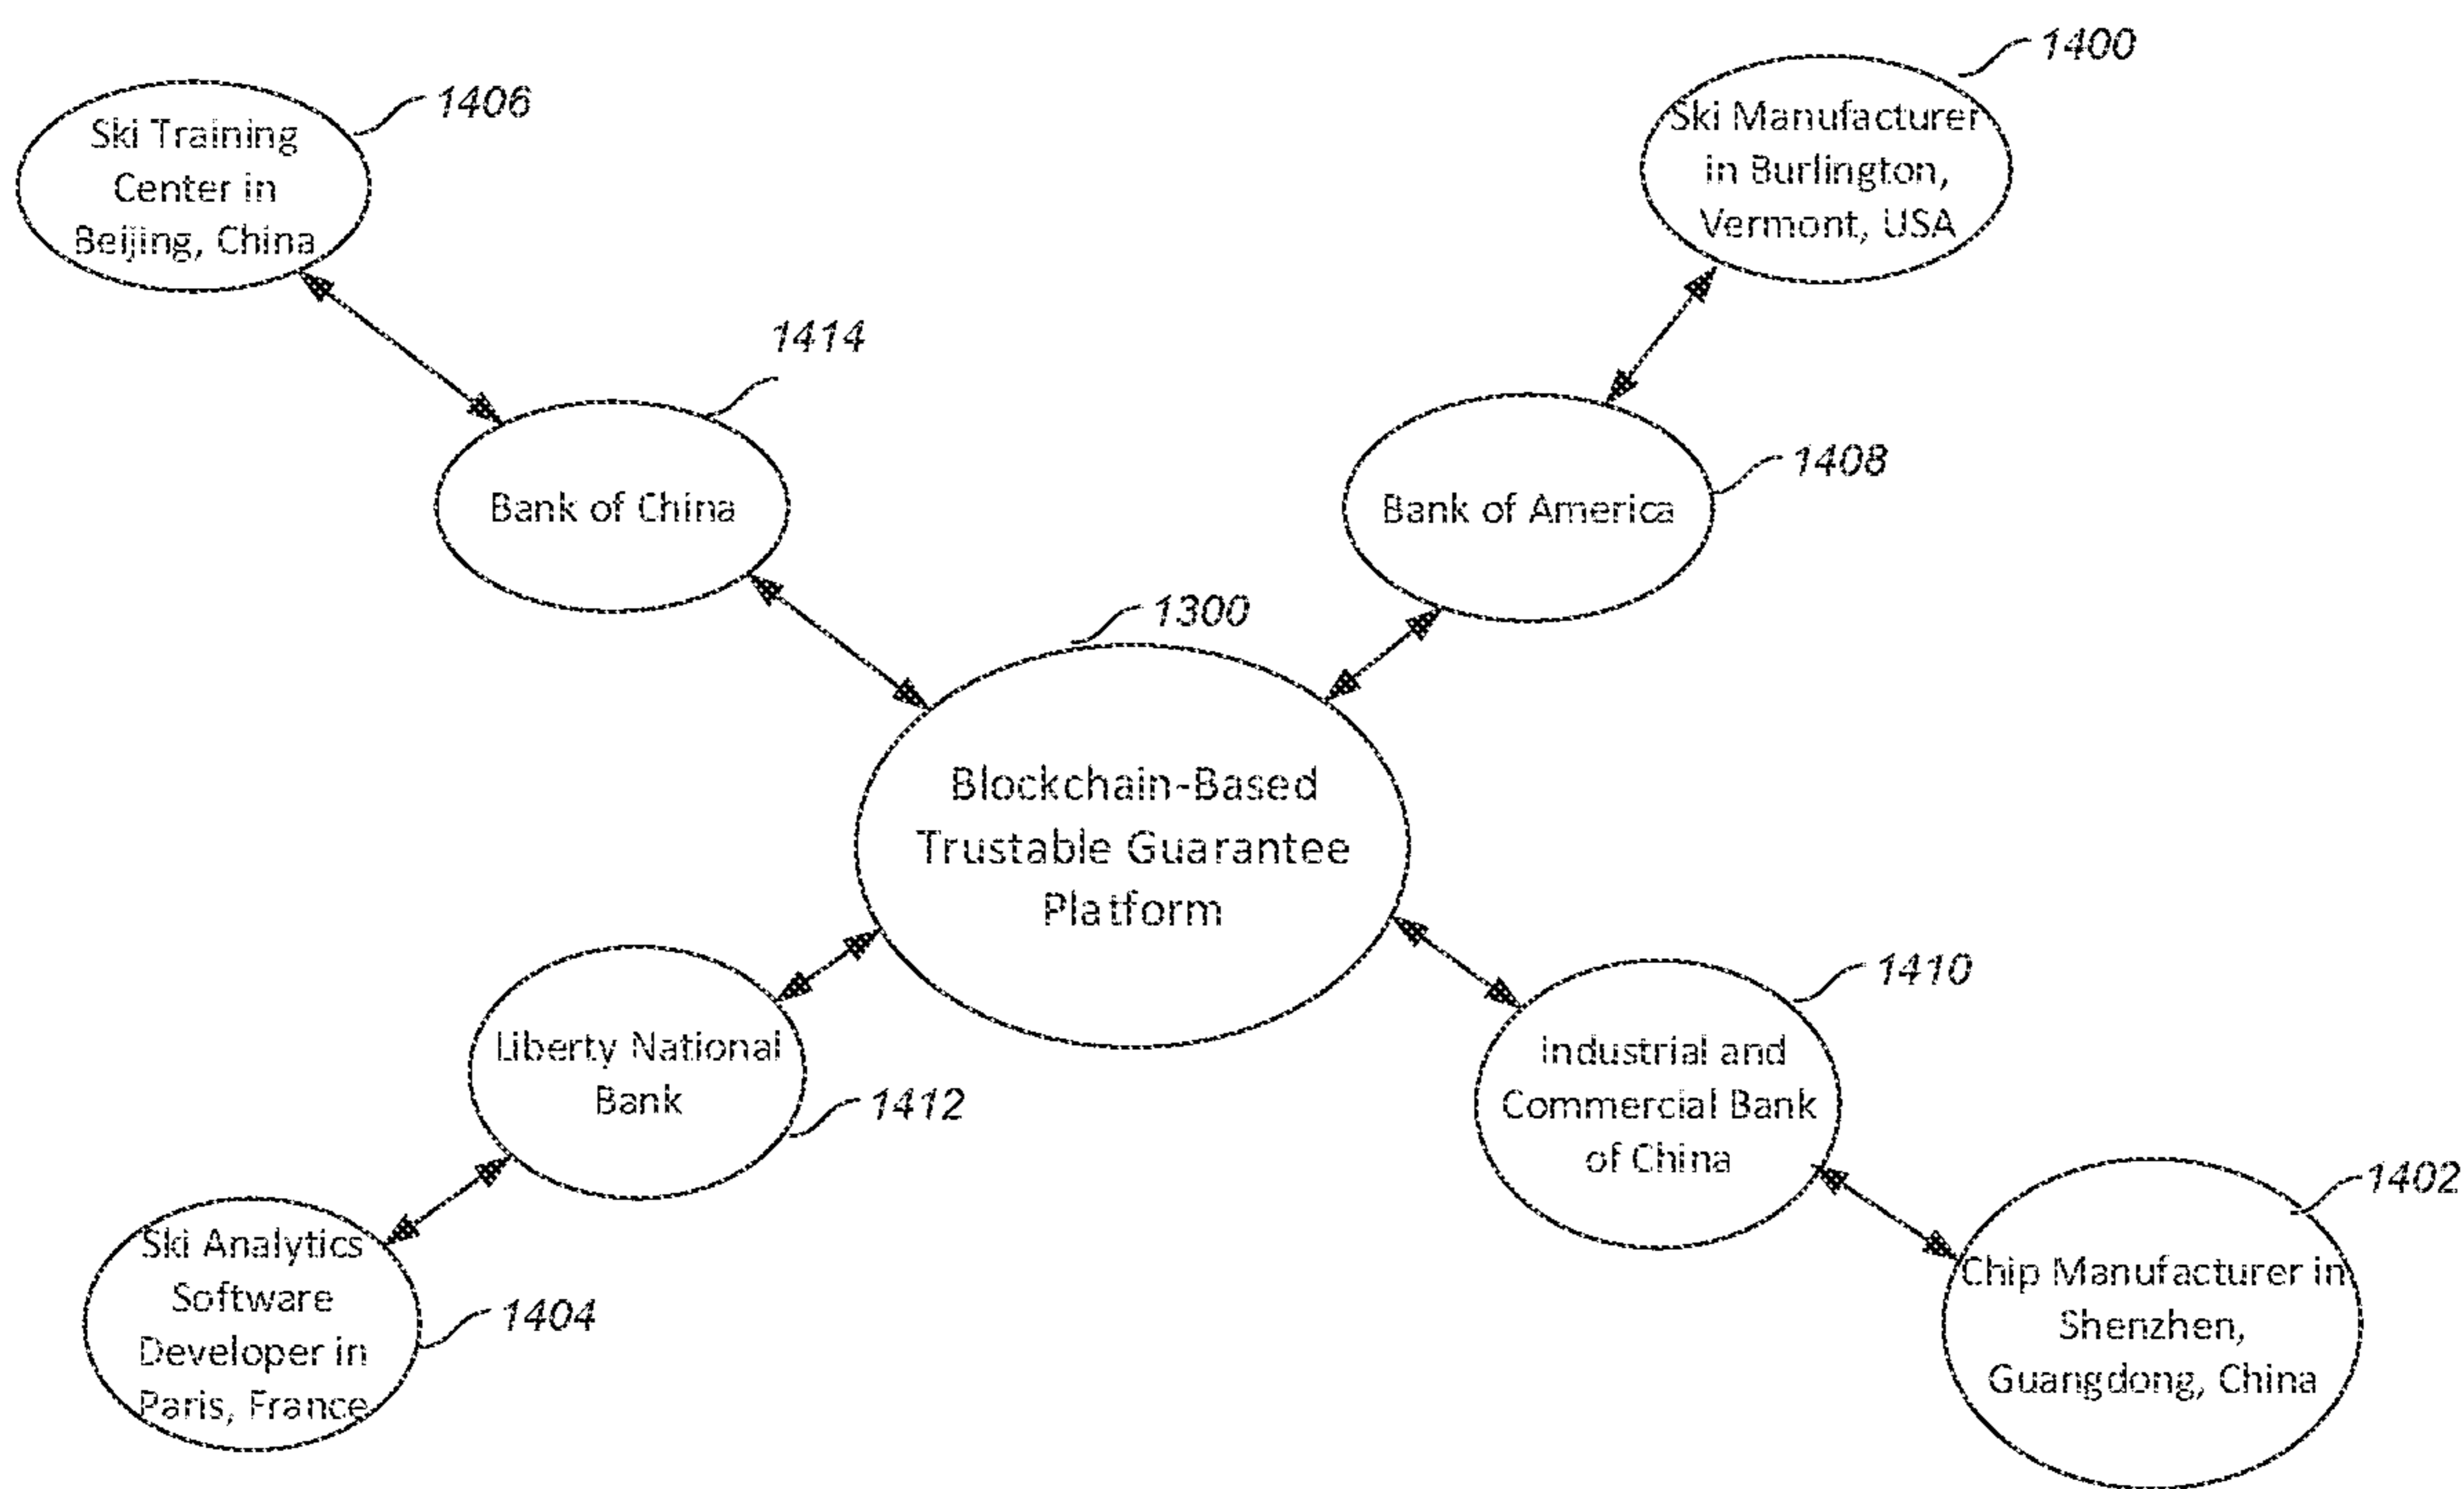 1400
Ski Manufacturer
in Burlington,
Vermont, USA
1406
Ski Training
Center in
Beijing, China
1414
Bank of China
1408
Bank of America
1300
Blockchain-Based
Trustable Guarantee
Platform
1410
Industrial and
Commercial Bank
of China
Liberty National
Bank
1412
1402
Chip Manufacturer in
Shenzhen,
Guangdong, China
Ski Analytics
Software
Developer in
Paris, France
1404